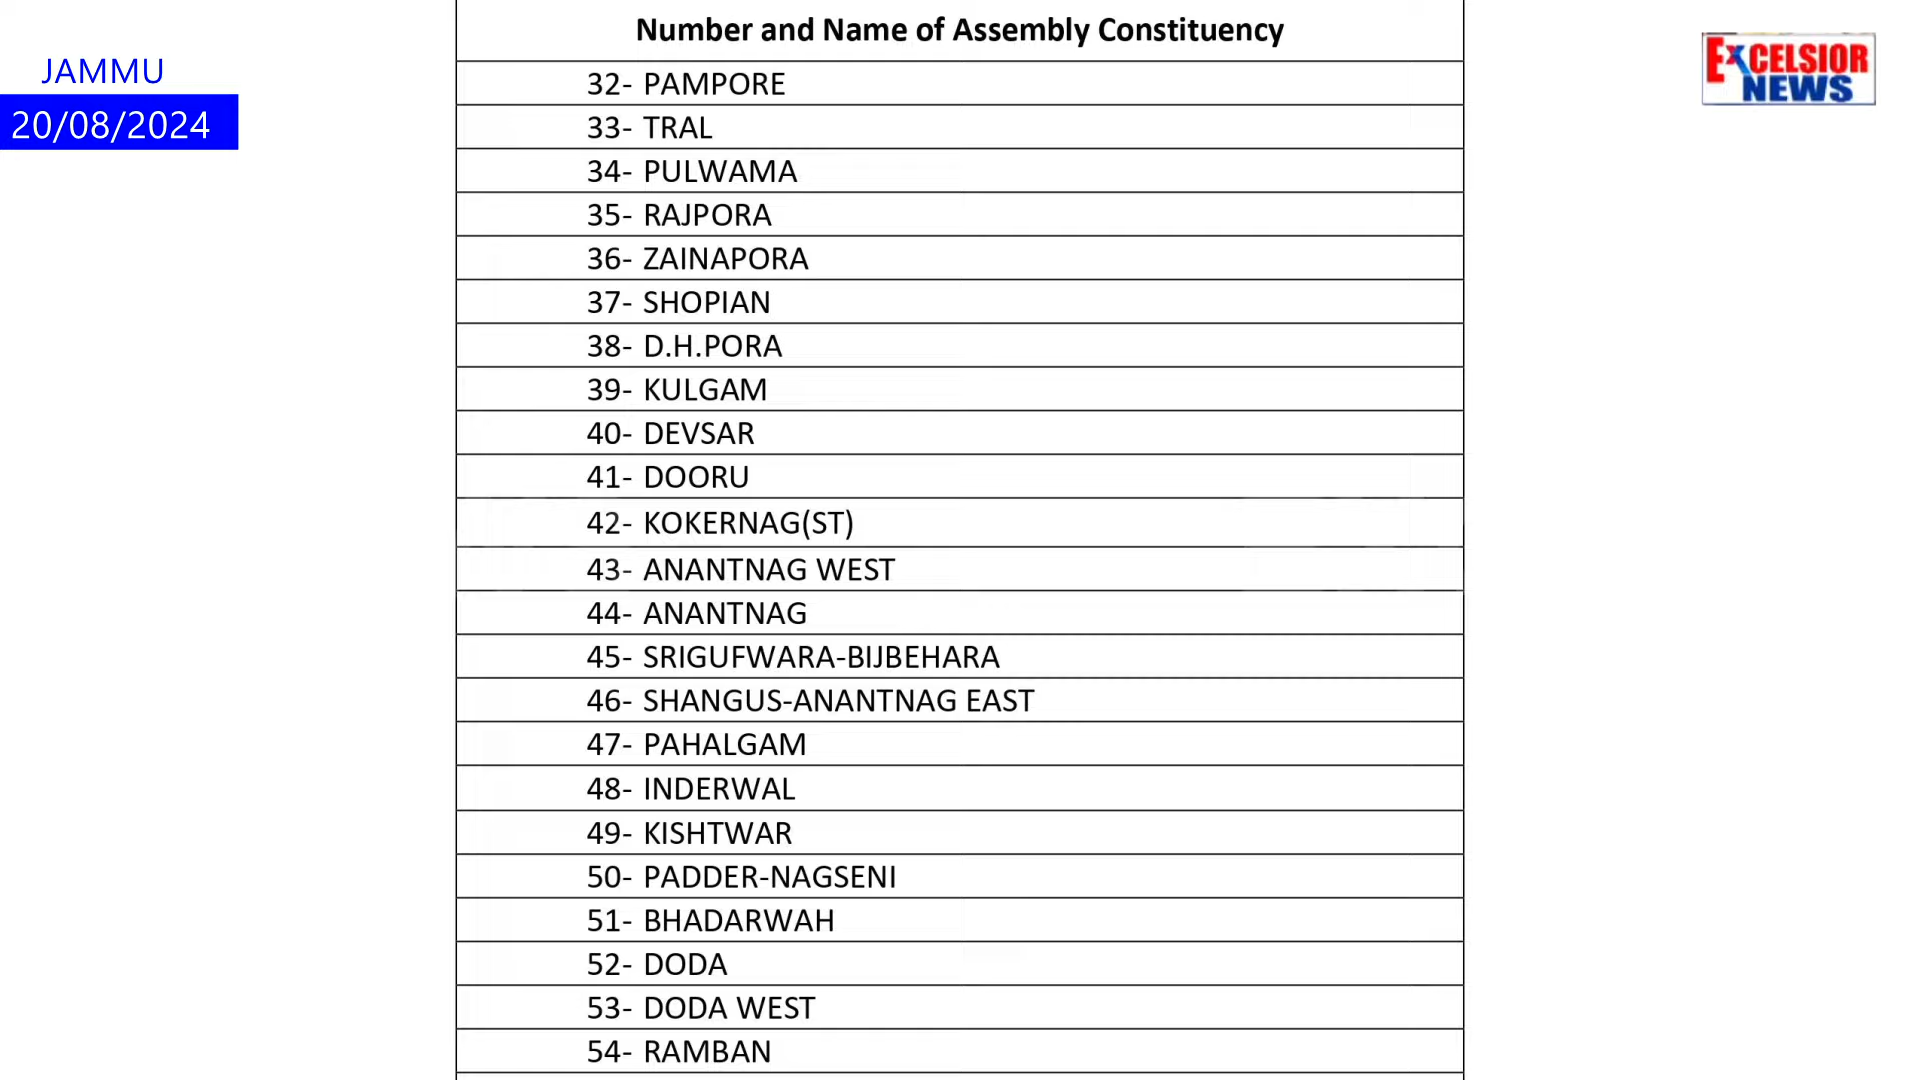 Number and Name of Assembly Constituency
JAMMU
20/08/2024
EXCELSIOR
NEWS
32- PAMPORE
33- TRAL
34- PULWAMA
35- RAJPORA
36- ZAINAPORA
37- SHOPIAN
38- D.H.PORA
39- KULGAM
40- DEVSAR
41- DOORU
42- KOKERNAG(ST)
43- ANANTNAG WEST
44- ANANTNAG
45- SRIGUFWARA-BIJBEHARA
46- SHANGUS-ANANTNAG EAST
47- PAHALGAM
48- INDERWAL
49- KISHTWAR
50- PADDER-NAGSENI
51- BHADARWAH
52- DODA
53- DODA WEST
54- RAMBAN